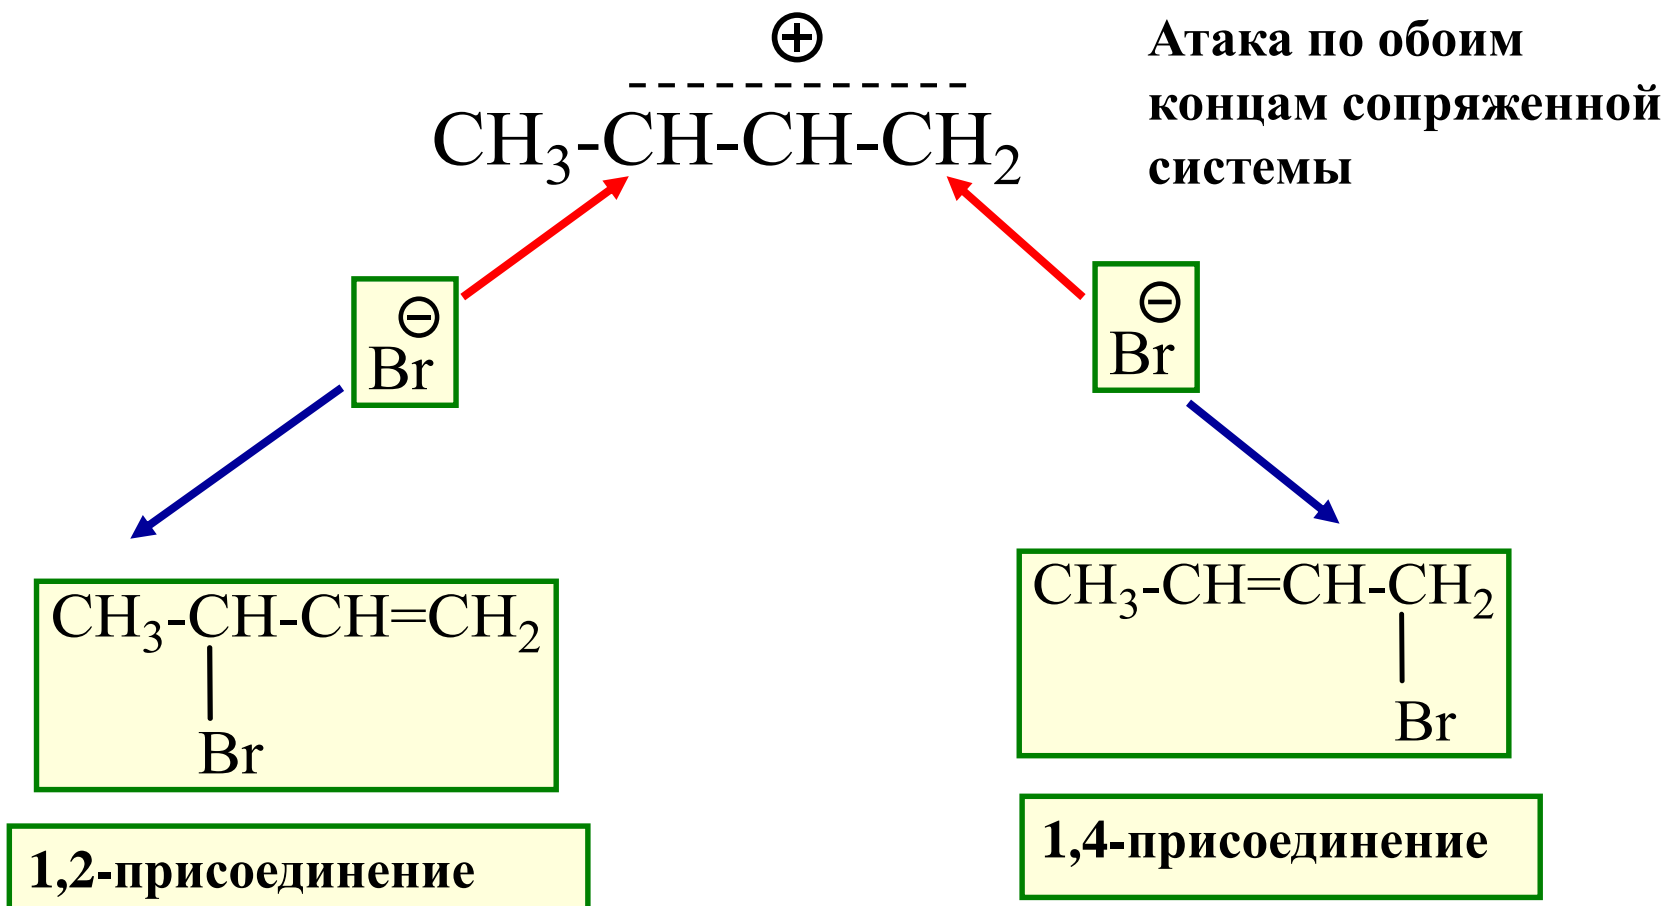 ⊕
Атака по обоим
концам сопряженной
системы
CH₃-CH-CH-CH₂
⊖
Br
⊖
Br
CH₃-CH-CH=CH₂
Br
CH₃-CH=CH-CH₂
Br
1,2-присоединение
1,4-присоединение